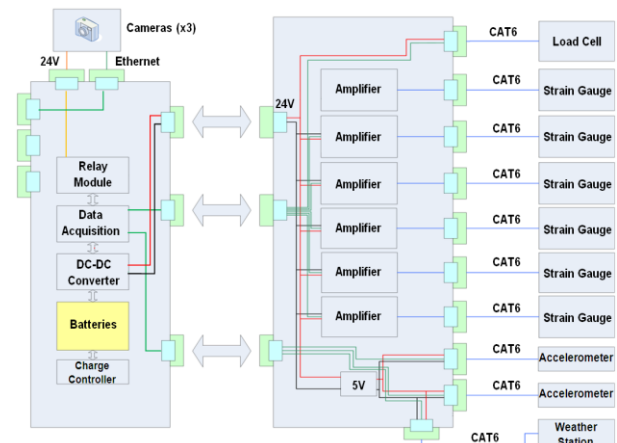 Cameras (x3)
24V
Ethernet
Relay
Module
Data
Acquisition
DC-DC
Converter
Batteries
Charge
Controller
24V
Amplifier
Amplifier
Amplifier
Amplifier
Amplifier
Amplifier
5V
CAT6
Load Cell
CAT6
Strain Gauge
CAT6
Strain Gauge
CAT6
Strain Gauge
CAT6
Strain Gauge
CAT6
Strain Gauge
CAT6
Strain Gauge
CAT6
Accelerometer
CAT6
Accelerometer
CAT6
Weather
Station